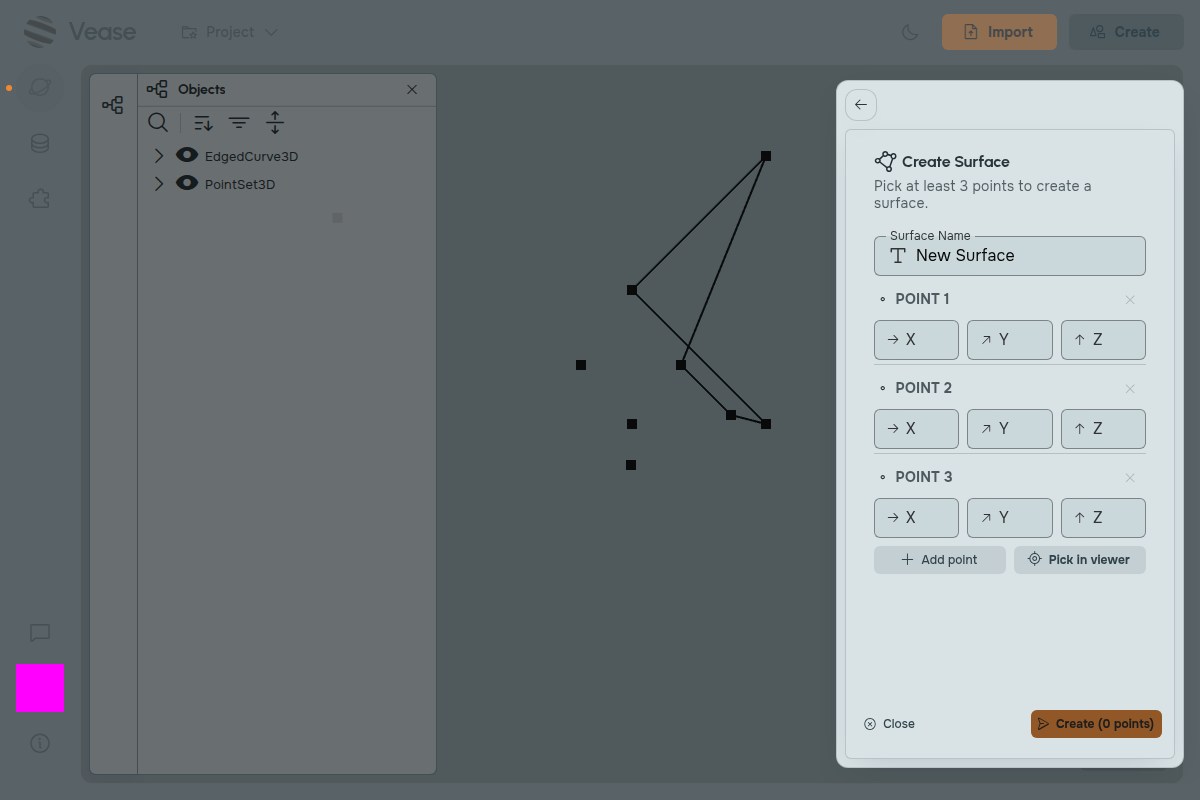 Vease
Project
Import
Create
Objects
EdgedCurve3D
PointSet3D
Create Surface
Pick at least 3 points to create a
surface.
Surface Name
New Surface
POINT 1
X
Y
Z
POINT 2
X
Y
Z
POINT 3
X
Y
Z
Add point
Pick in viewer
Close
Create (0 points)